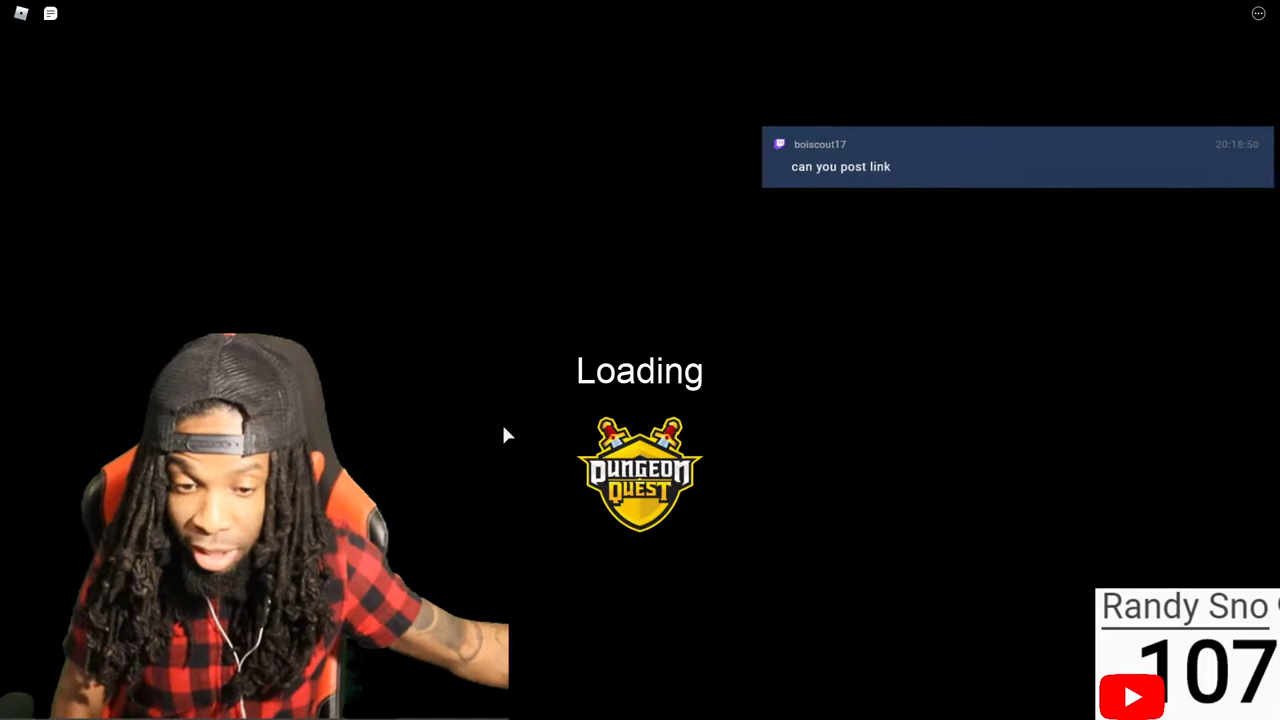 boiscout17
20:18:50
can you post link
Loading
DUNGEON
QUEST
Randy Sno
107